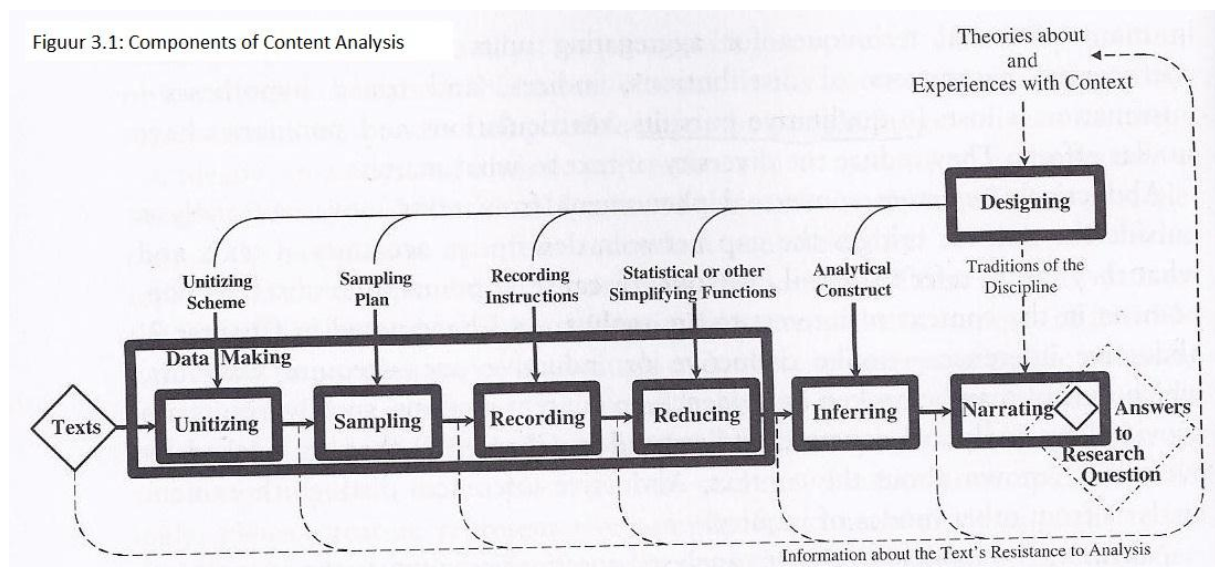 Figuur 3.1: Components of Content Analysis
Theories about
and
Experiences with Context
Designing
Unitizing
Scheme
Sampling
Plan
Recording
Instructions
Statistical or other
Simplifying Functions
Analytical
Construct
Traditions of the
Discipline
Data Making
Texts
Unitizing
Sampling
Recording
Reducing
Inferring
Narrating
Answers
to
Research
Question
Information about the Text's Resistance to Analysis